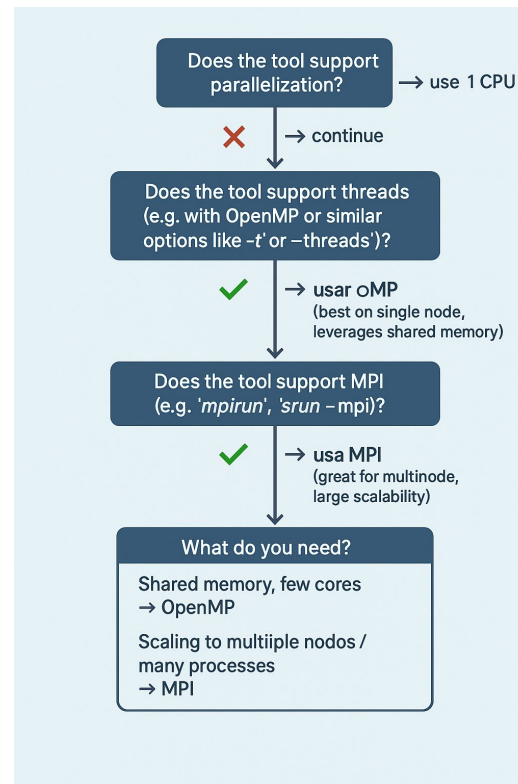 Does the tool support
parallelization?
→ use 1 CPU
→ continue
Does the tool support threads
(e.g. with OpenMP or similar
options like -t' or –threads')?
→ usar oMP
(best on single node,
leverages shared memory)
Does the tool support MPI
(e.g. 'mpirun', 'srun –mpi)?
→ usa MPI
(great for multinode,
large scalability)
What do you need?
Shared memory, few cores
→ OpenMP
Scaling to multiiple nodes /
many processes
→ MPI